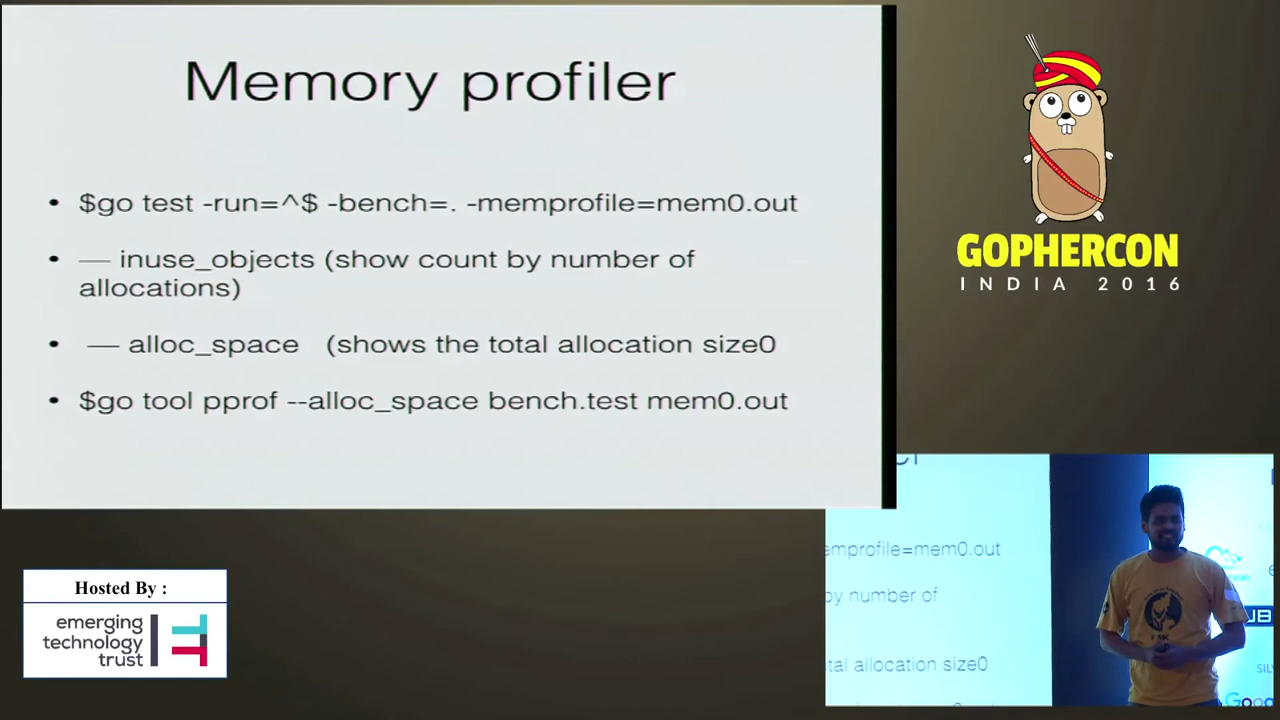 Memory profiler
• $go test -run=^$ -bench=. -memprofile=mem0.out
• — inuse_objects (show count by number of
allocations)
• — alloc_space (shows the total allocation size0
• $go tool pprof --alloc_space bench.test mem0.out
GOPHERCON
INDIA 2016
Hosted By :
emerging
technology
trust
emprofile=mem0.out
by number of
tal allocation size0